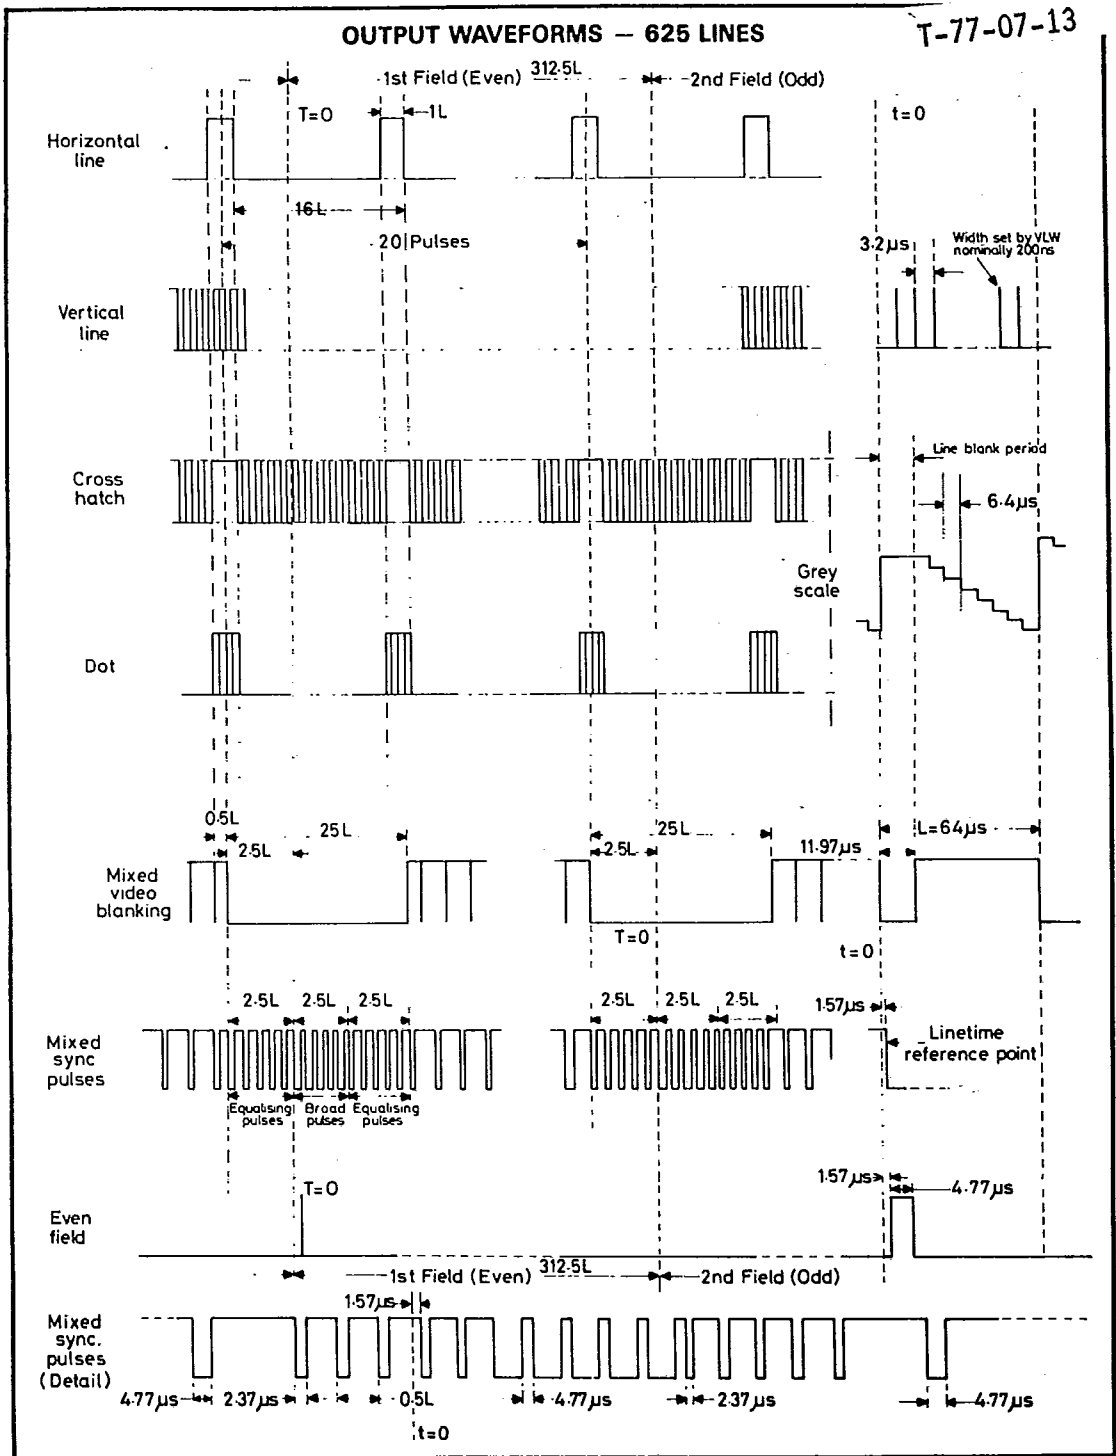 OUTPUT WAVEFORMS – 625 LINES
T-77-07-13
1st Field (Even) 312.5L 2nd Field (Odd)
T=0 1L t=0
Horizontal
line
16L
20 Pulses
3.2µs
Width set by VLW
nominally 200ns
Vertical
line
Line blank period
Cross
hatch
6.4µs
Grey
scale
Dot
0.5L 25L 25L L=64µs
2.5L 2.5L 11.97µs
Mixed
video
blanking
T=0 t=0
2.5L 2.5L 2.5L 2.5L 2.5L 2.5L
1.57µs
Mixed
sync
pulses
Linetime
reference point
Equalising
pulses
Broad
pulses
Equalising
pulses
1.57µs 4.77µs
T=0
Even
field
1st Field (Even) 312.5L 2nd Field (Odd)
1.57µs
Mixed
sync.
pulses
(Detail)
4.77µs 2.37µs 0.5L 4.77µs 2.37µs 4.77µs
t=0